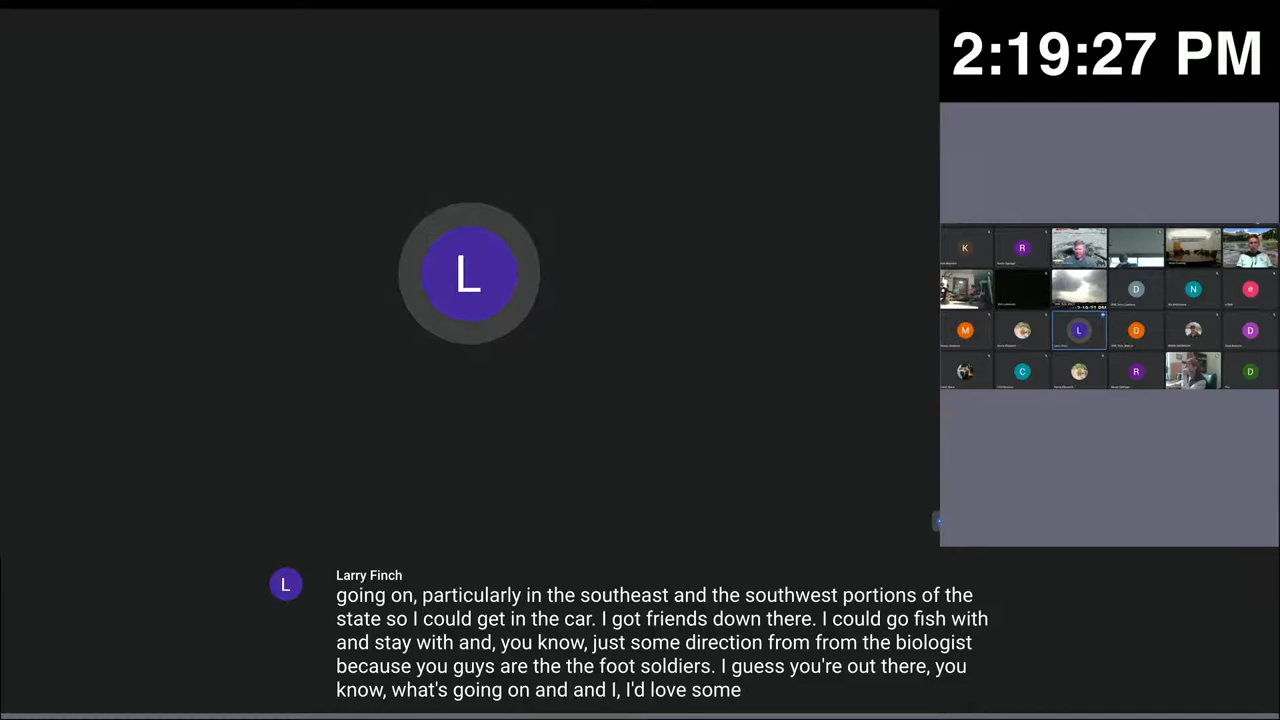 2:19:27 PM
L
K
R
D
N
e
M
L
D
D
C
R
D
L
Larry Finch
going on, particularly in the southeast and the southwest portions of the
state so I could get in the car. I got friends down there. I could go fish with
and stay with and, you know, just some direction from from the biologist
because you guys are the the foot soldiers. I guess you're out there, you
know, what's going on and and I, I'd love some